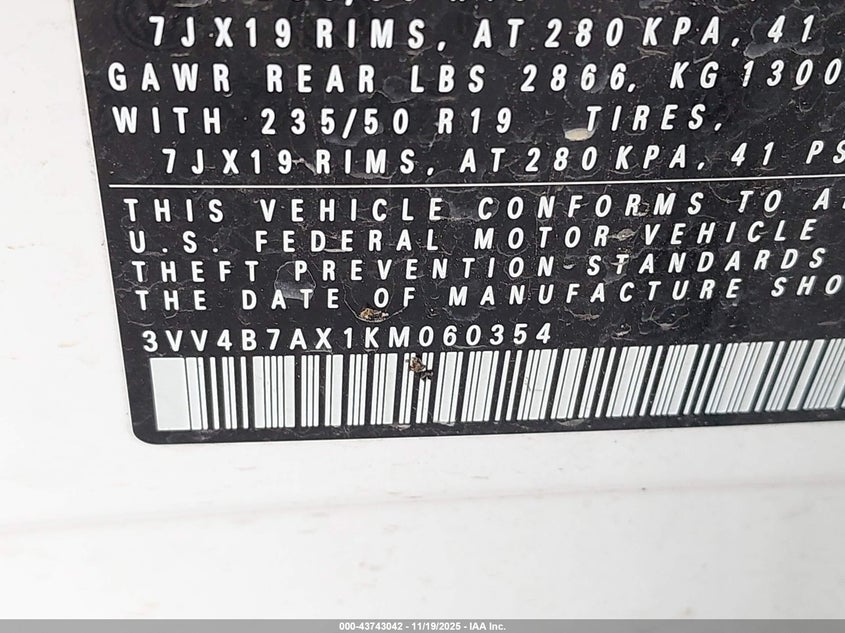 7JX19 RIMS, AT 280 KPA, 41
GAWR REAR LBS 2866, KG 1300
WITH 235/50 R19 TIRES,
7JX19 RIMS, AT 280 KPA, 41 PS
THIS VEHICLE CONFORMS TO A
U.S. FEDERAL MOTOR VEHICLE
THEFT PREVENTION STANDARDS
THE DATE OF MANUFACTURE SHO
3VV4B7AX1KM060354
000-43743042 - 11/19/2025 - IAA Inc.